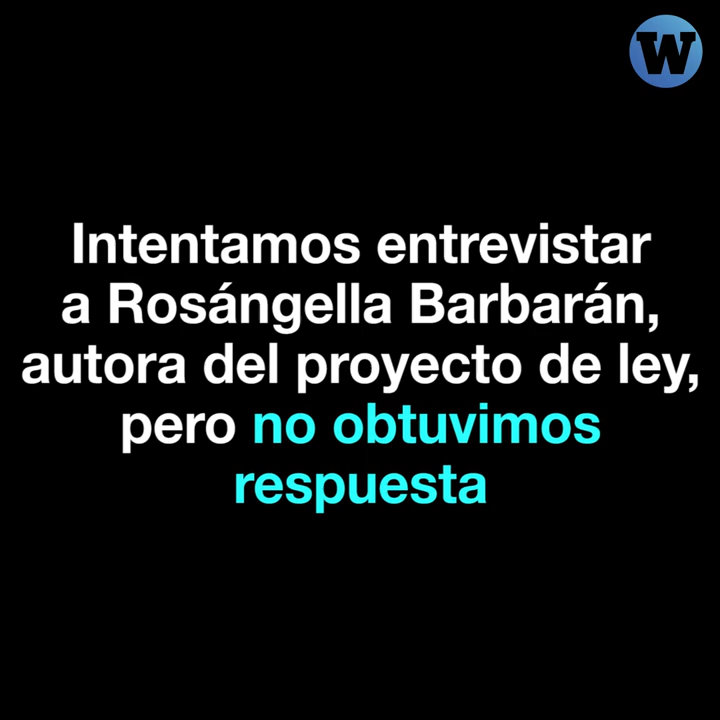 W
Intentamos entrevistar
a Rosángella Barbarán,
autora del proyecto de ley,
pero no obtuvimos
respuesta